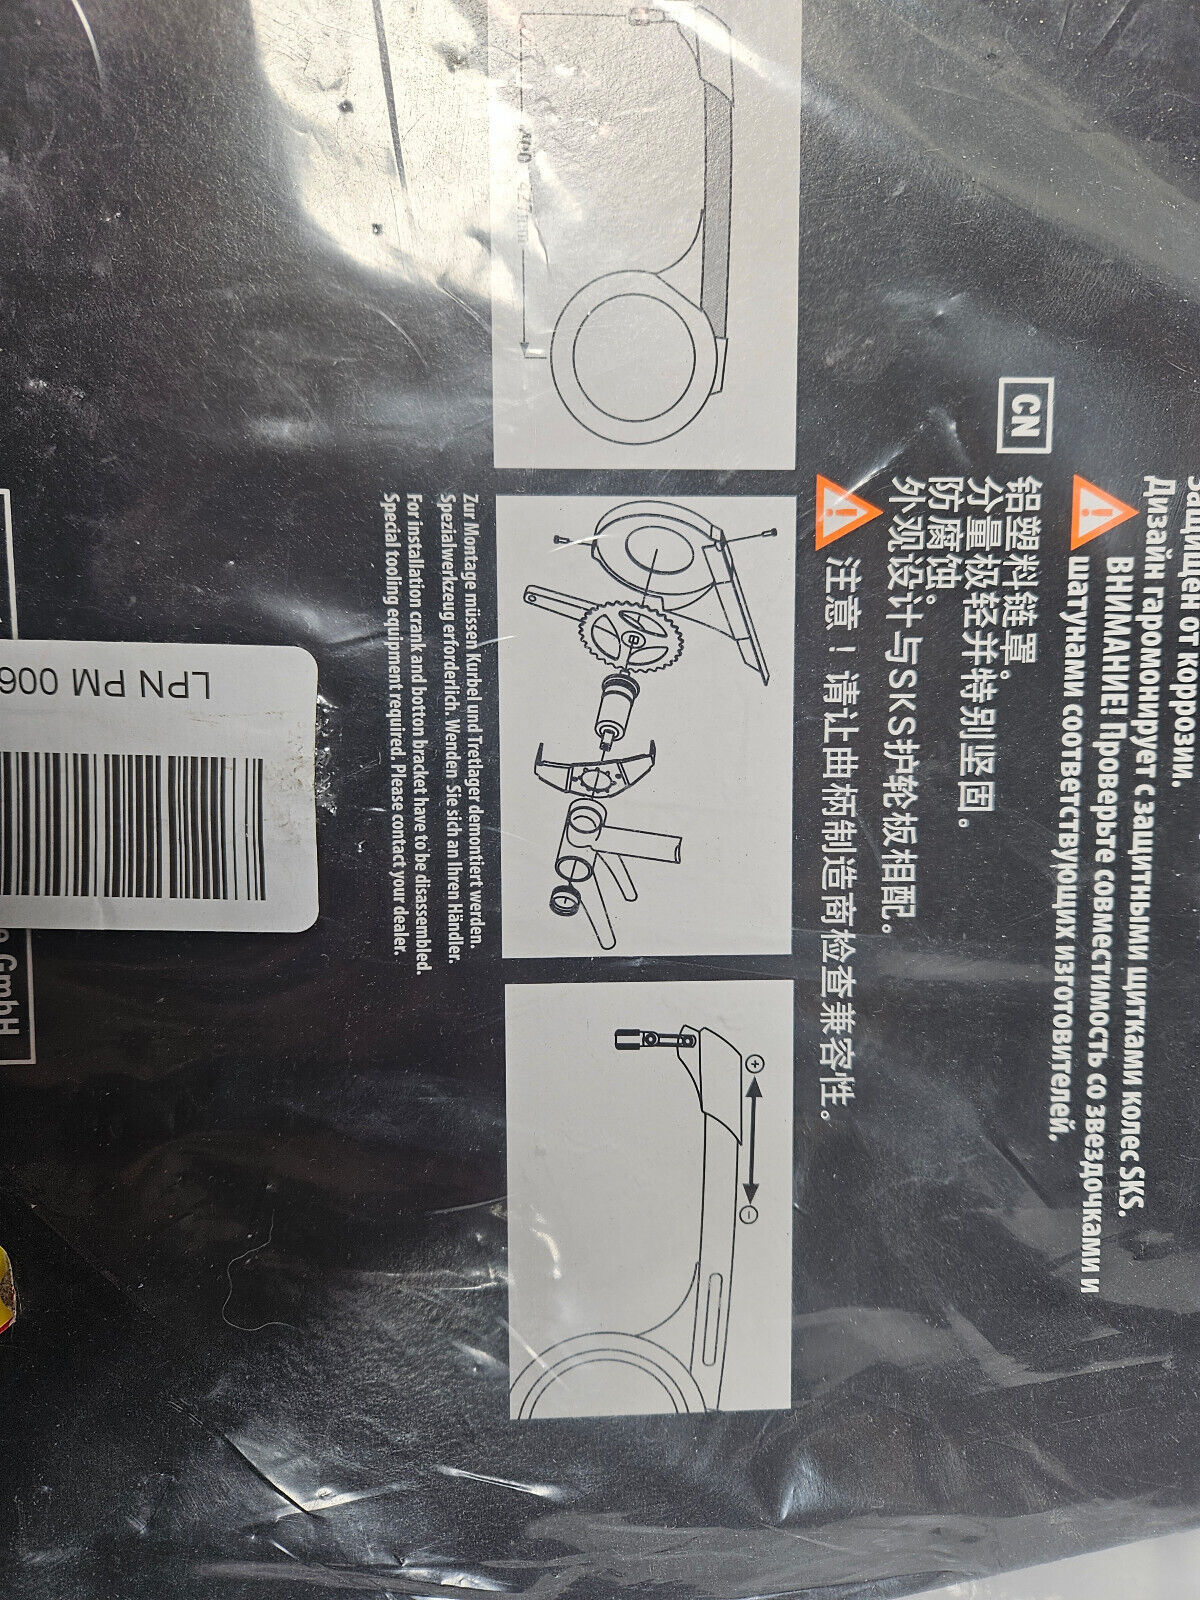 защищен от коррозии.
Дизайн гармонирует с защитными щитками колес SKS.
ВНИМАНИЕ! Проверьте совместимость со звездочками и
шатунами соответствующих изготовителей.
CN
铝塑料链罩。
分量极轻并特别坚固。
防腐蚀。
外观设计与SKS护轮板相配。
注意！请让曲柄制造商检查兼容性。
+
−
Zur Montage müssen Kurbel und Tretlager demontiert werden.
Spezialwerkzeug erforderlich. Wenden Sie sich an Ihren Händler.
For installation crank and botton bracket have to be disassembled.
Special tooling equipment required. Please contact your dealer.
LPN PM 006
GmbH